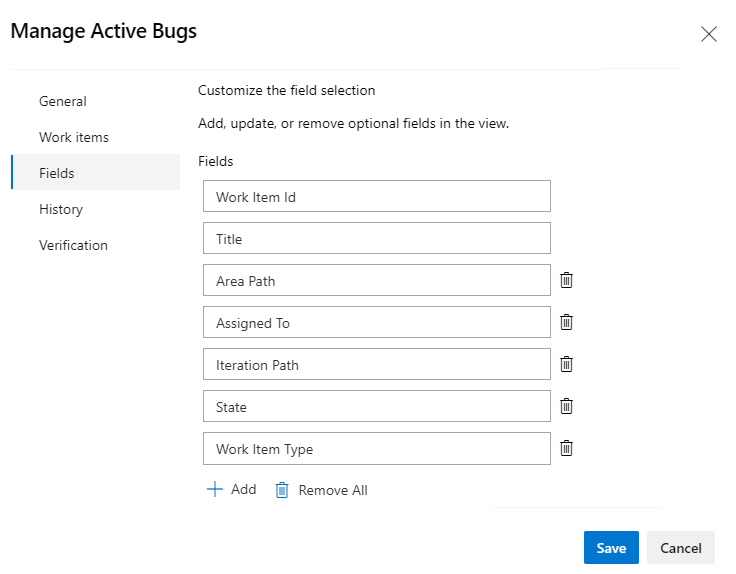 Manage Active Bugs
General
Work items
Fields
History
Verification
Customize the field selection
Add, update, or remove optional fields in the view.
Fields
Work Item Id
Title
Area Path
Assigned To
Iteration Path
State
Work Item Type
Add
Remove All
Save
Cancel